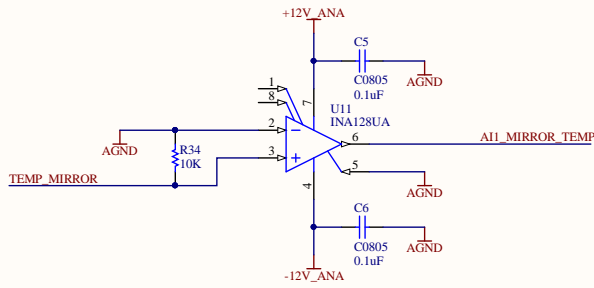 +12V_ANA
C5
C0805
0.1uF
AGND
1
8
7
U11
INA128UA
2
3
6
5
4
AI1_MIRROR_TEMP
AGND
R34
10K
TEMP_MIRROR
AGND
C6
C0805
0.1uF
AGND
-12V_ANA